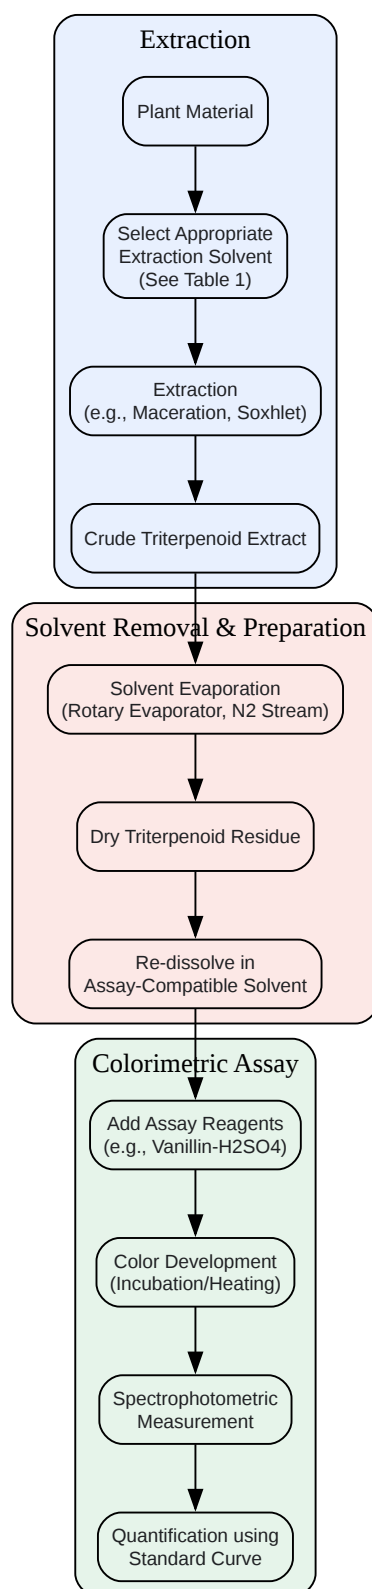 Extraction
Plant Material
Select Appropriate
Extraction Solvent
(See Table 1)
Extraction
(e.g., Maceration, Soxhlet)
Crude Triterpenoid Extract
Solvent Removal & Preparation
Solvent Evaporation
(Rotary Evaporator, N2 Stream)
Dry Triterpenoid Residue
Re-dissolve in
Assay-Compatible Solvent
Colorimetric Assay
Add Assay Reagents
(e.g., Vanillin-H2SO4)
Color Development
(Incubation/Heating)
Spectrophotometric
Measurement
Quantification using
Standard Curve